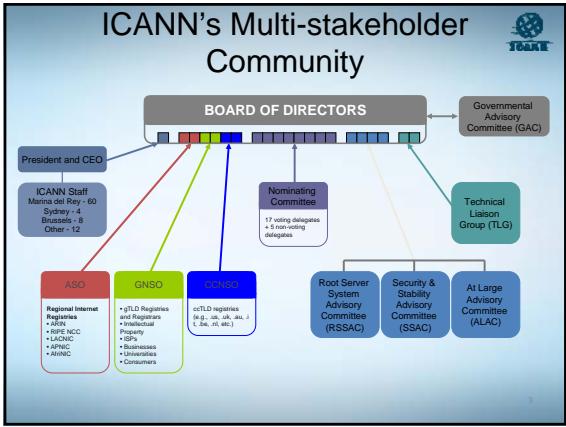 ICANN's Multi-stakeholder
Community
ICANN
BOARD OF DIRECTORS
Governmental
Advisory
Committee (GAC)
President and CEO
ICANN Staff
Marina del Rey - 60
Sydney - 4
Brussels - 8
Other - 12
Nominating
Committee
17 voting delegates
+ 5 non-voting
delegates
Technical
Liaison
Group (TLG)
ASO
Regional Internet
Registries
• ARIN
• RIPE NCC
• LACNIC
• APNIC
• AfriNIC
GNSO
• gTLD Registries
and Registrars
• Intellectual
Property
• ISPs
• Businesses
• Universities
• Consumers
CCNSO
ccTLD registries
(e.g., .us, .uk, .au, .i
t, .be, .nl, etc.)
Root Server
System
Advisory
Committee
(RSSAC)
Security &
Stability
Advisory
Committee
(SSAC)
At Large
Advisory
Committee
(ALAC)
3